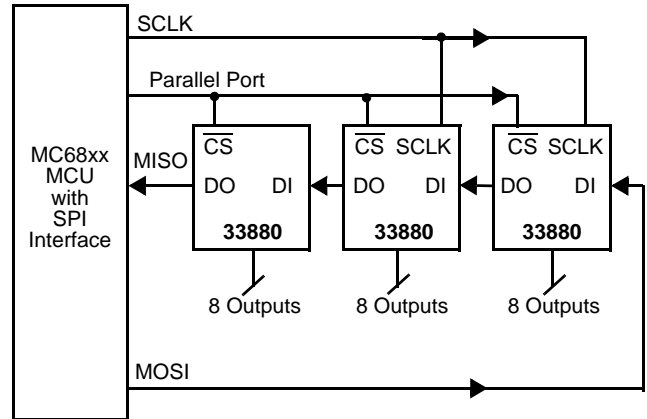 SCLK
Parallel Port
MC68xx
MCU
with
SPI
Interface
MISO
CS
DO DI
33880
CS SCLK
DO DI
33880
CS SCLK
DO DI
33880
8 Outputs 8 Outputs 8 Outputs
MOSI